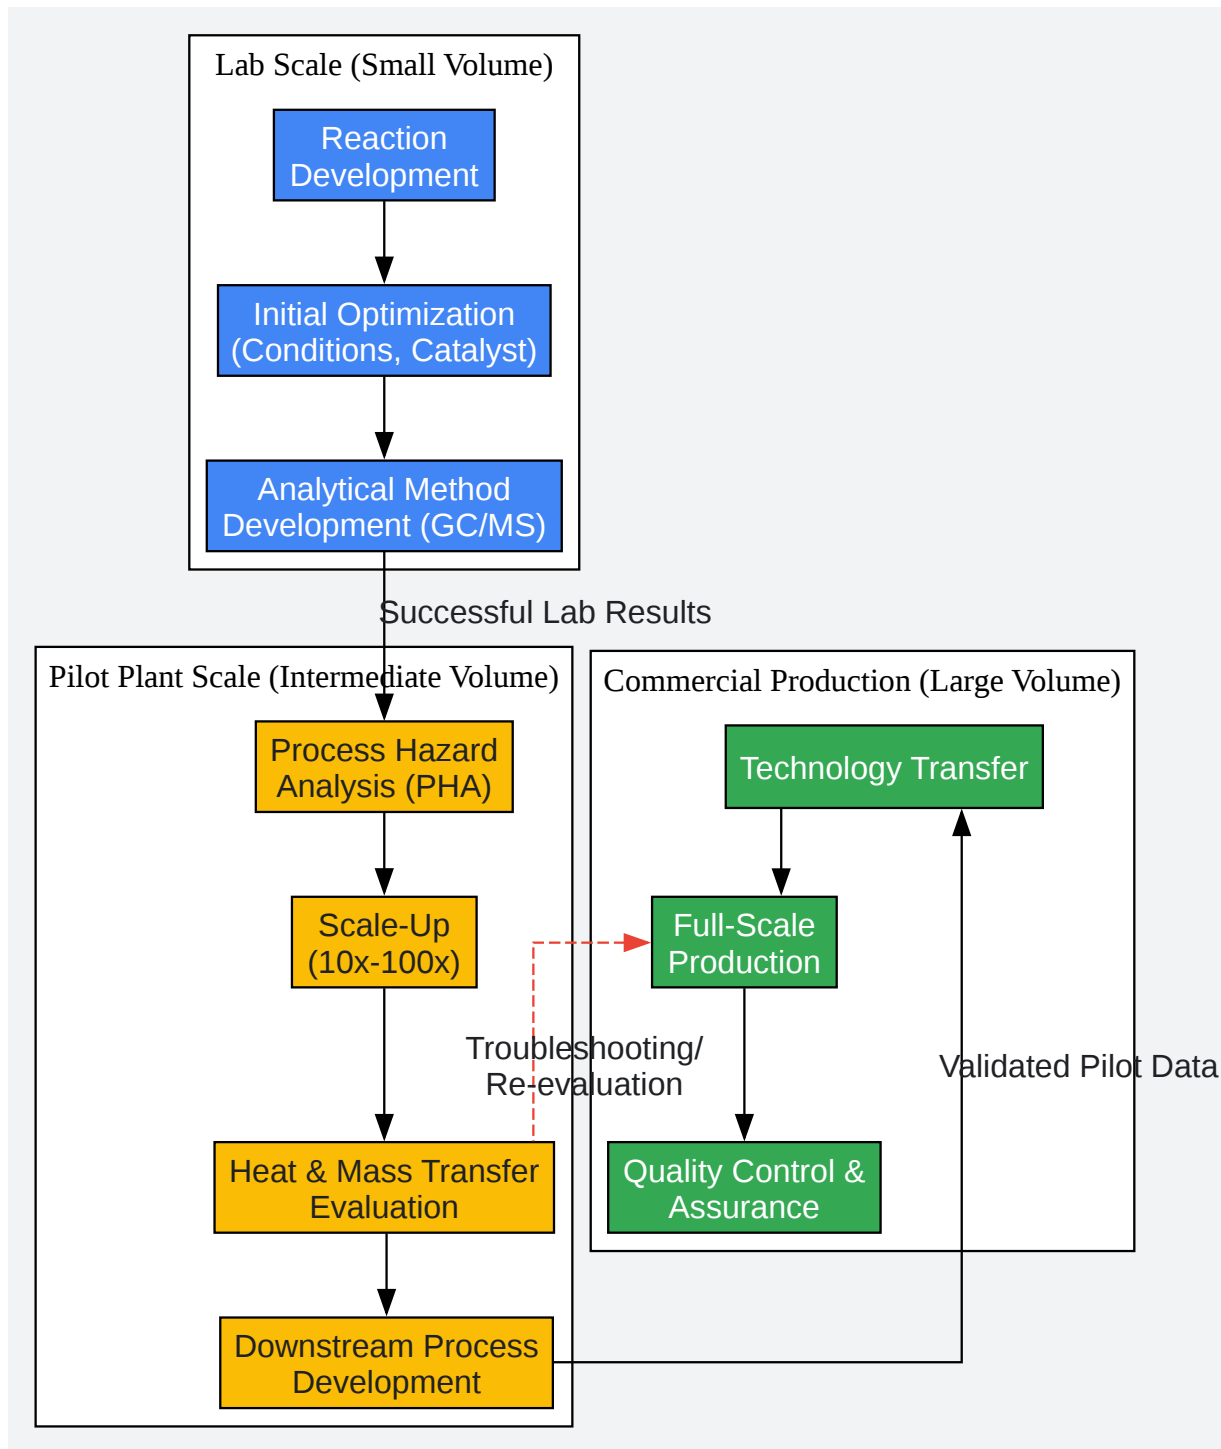 Lab Scale (Small Volume)
Reaction
Development
Initial Optimization
(Conditions, Catalyst)
Analytical Method
Development (GC/MS)
Successful Lab Results
Pilot Plant Scale (Intermediate Volume)
Process Hazard
Analysis (PHA)
Scale-Up
(10x-100x)
Troubleshooting/
Re-evaluation
Heat & Mass Transfer
Evaluation
Downstream Process
Development
Commercial Production (Large Volume)
Technology Transfer
Full-Scale
Production
Validated Pilot Data
Quality Control &
Assurance